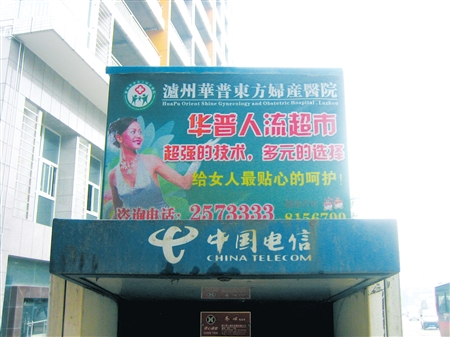 瀘州華普東方婦産醫院
HuaPu Orient Shine Gynecology and Obstetric Hospital, Luzhou
华普人流超市
超强的技术，多元的选择
给女人最贴心的呵护！
咨询电话：2573333
中国电信
CHINA TELECOM